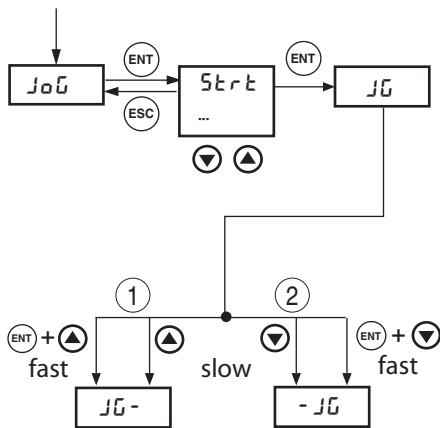 ENT
ENT
JoG
Strt
...
JG
ESC
1
2
ENT +
fast
slow
ENT +
fast
JG-
-JG